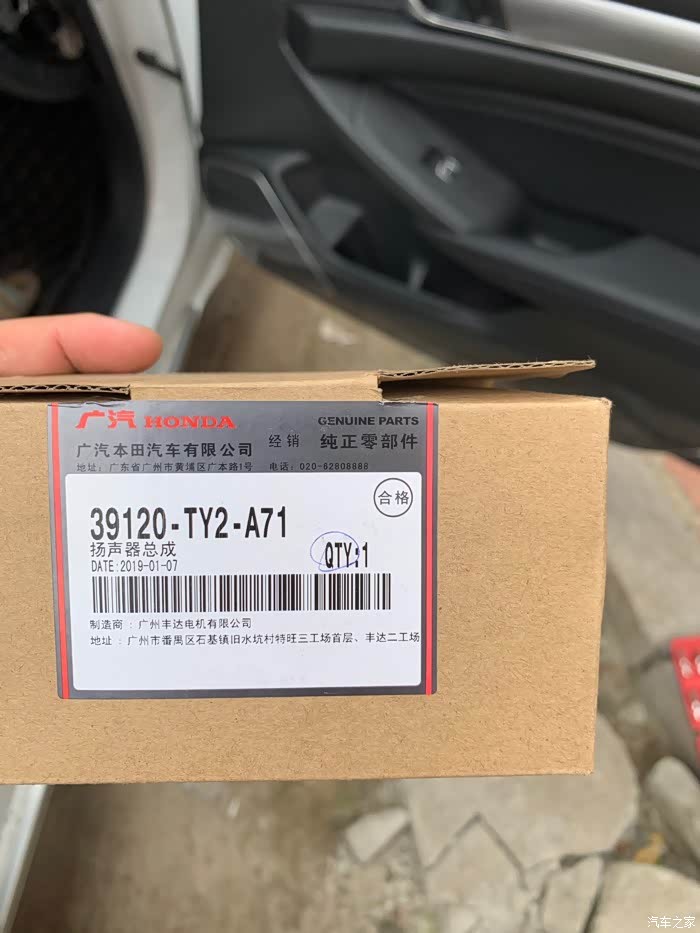 广汽 HONDA
GENUINE PARTS
广汽本田汽车有限公司 经销 纯正零部件
地址：广东省广州市黄埔区广本路1号 电话：020-62808888
合格
39120-TY2-A71
扬声器总成
QTY:1
DATE:2019-01-07
制造商：广州丰达电机有限公司
地址：广州市番禺区石基镇旧水坑村特旺三工场首层、丰达二工场
汽车之家